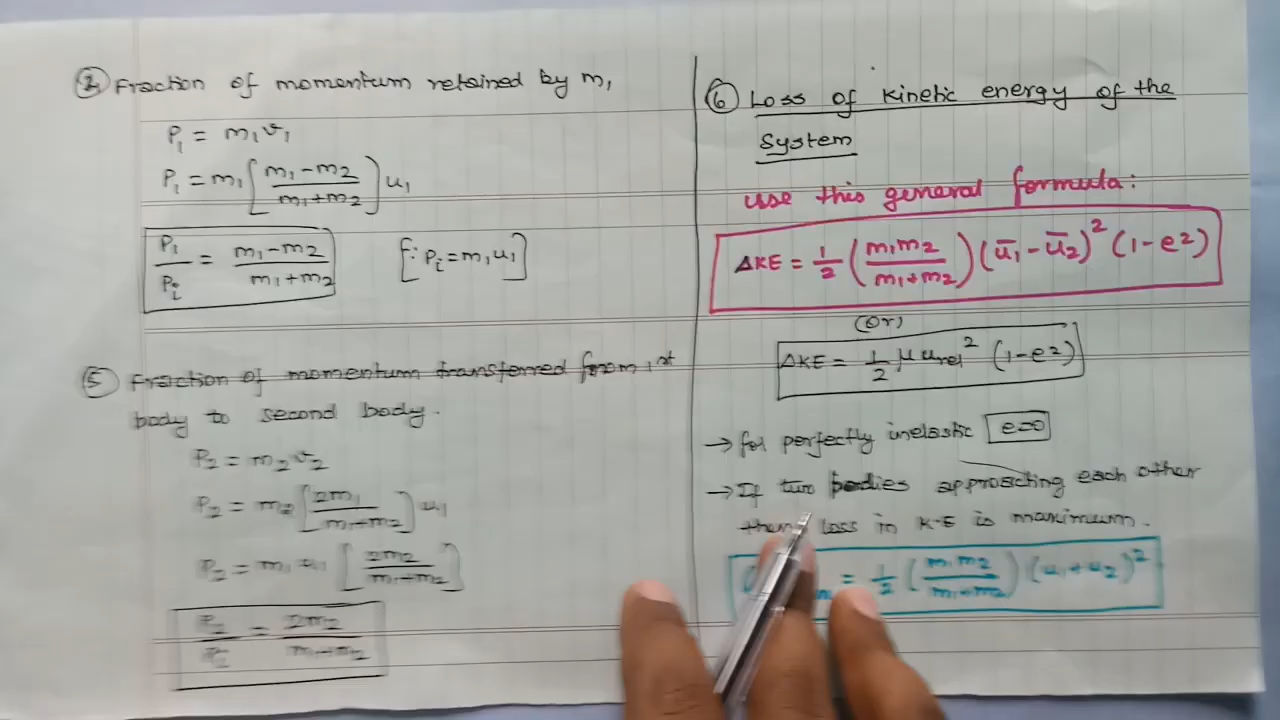 ④ Fraction of momentum retained by m₁
P₁ = m₁v₁
P₁ = m₁ [(m₁-m₂)/(m₁+m₂)] u₁
P₁/Pᵢ = (m₁-m₂)/(m₁+m₂) [∵ Pᵢ = m₁u₁]
⑤ Fraction of momentum transferred from 1st
body to second body.
P₂ = m₂v₂
P₂ = m₂ [2m₁/(m₁+m₂)] u₁
P₂ = m₁u₁ [2m₂/(m₁+m₂)]
P₂/Pᵢ = 2m₂/(m₁+m₂)
⑥ Loss of Kinetic energy of the
System
use this general formula:
ΔKE = 1/2 (m₁m₂/(m₁+m₂)) (ū₁-ū₂)² (1-e²)
(or)
ΔKE = 1/2 μ u_rel² (1-e²)
→ for perfectly inelastic e=0
→ If two bodies approaching each other
then loss in K.E is maximum.
= 1/2 (m₁m₂/(m₁+m₂)) (u₁+u₂)²